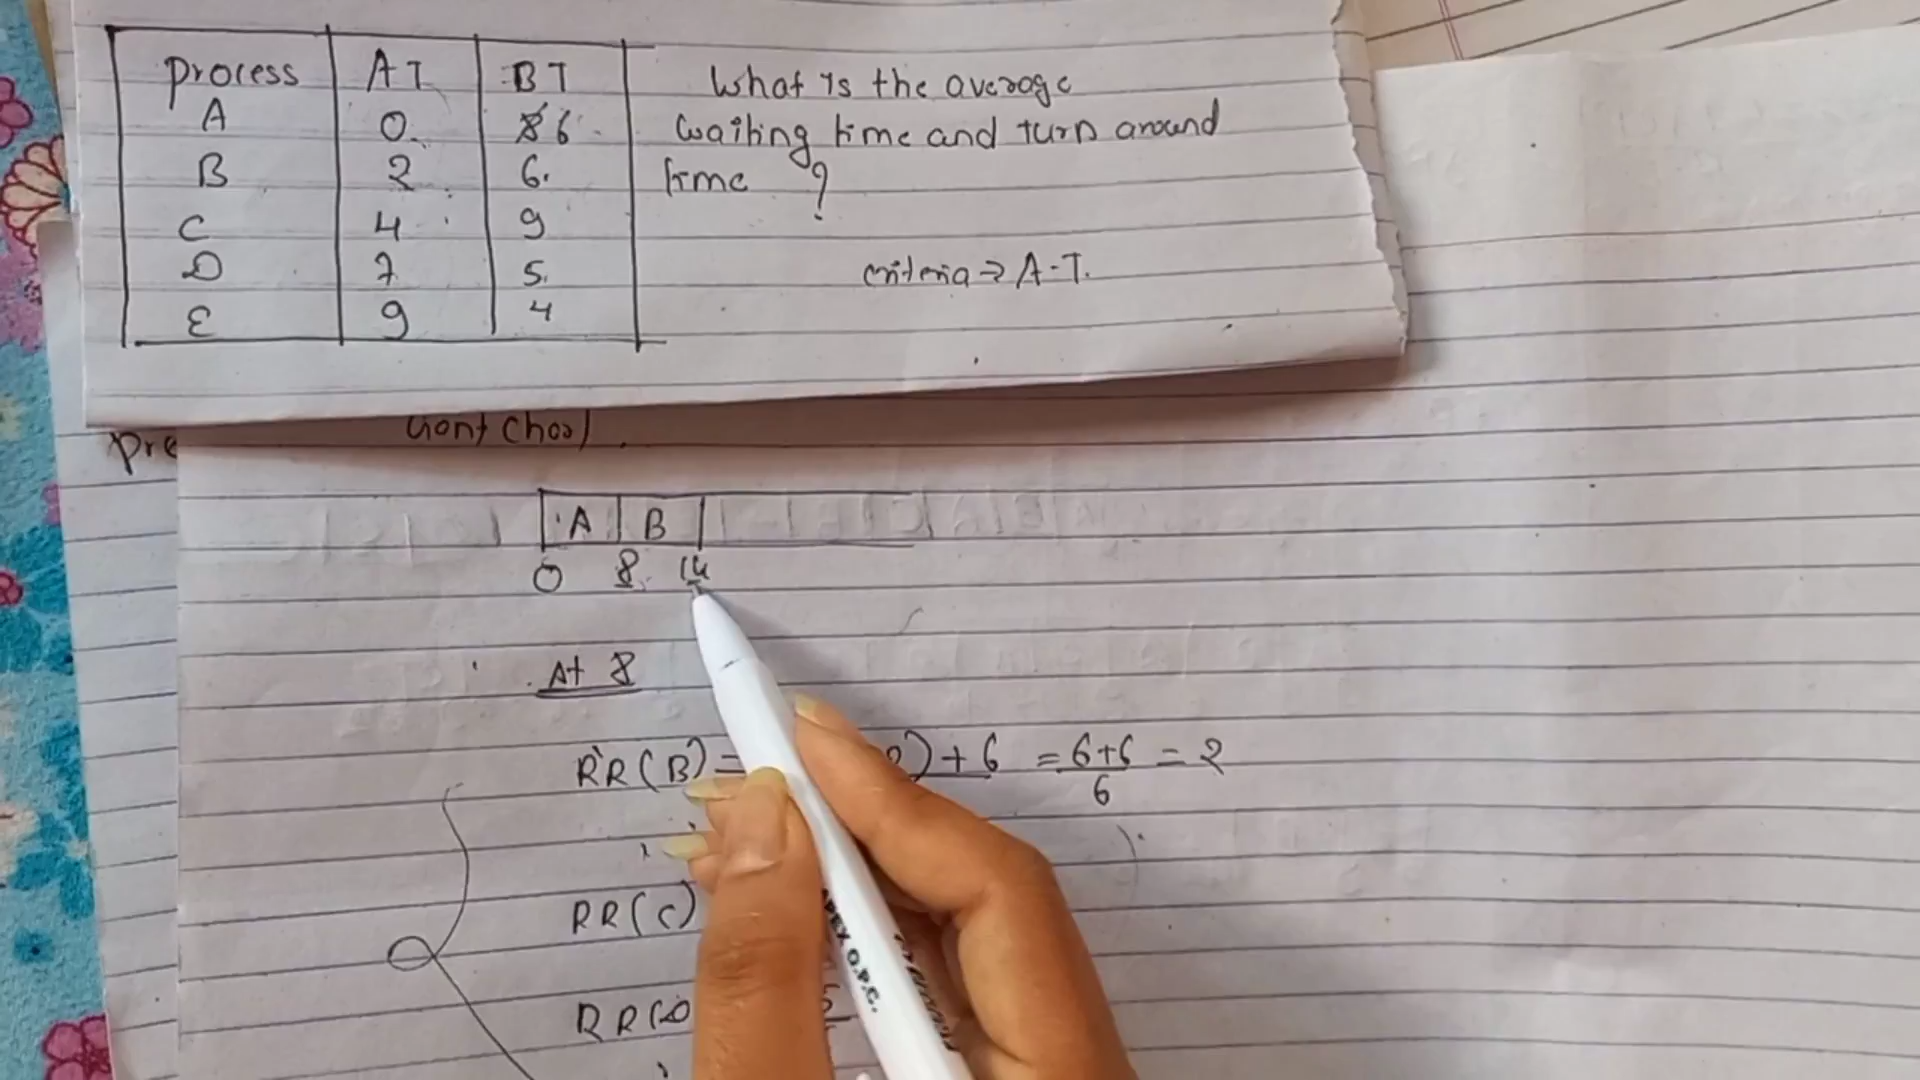 Process AT BT
A 0 6
B 2 6
C 4 9
D 7 5
E 9 4
What is the average
waiting time and turn around
time ?
criteria → A.T.
Pre
Gant Chart
A B
0 8 14
At 8
RR(B) = ) + 6 = 6+6 = 2
6
RR(C)
RR(D